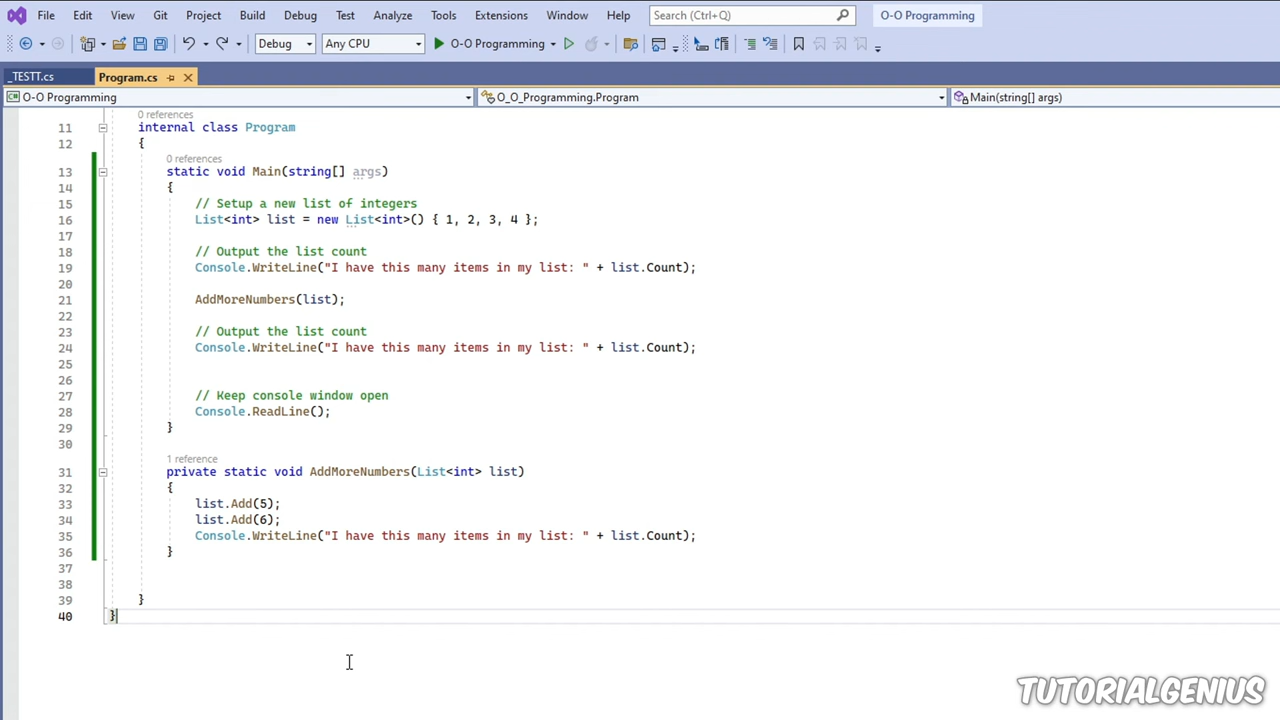 File Edit View Git Project Build Debug Test Analyze Tools Extensions Window Help Search (Ctrl+Q) O-O Programming
Debug Any CPU O-O Programming
_TESTT.cs Program.cs
O-O Programming O_O_Programming.Program Main(string[] args)
0 references
11 internal class Program
12 {
0 references
13 static void Main(string[] args)
14 {
15 // Setup a new list of integers
16 List<int> list = new List<int>() { 1, 2, 3, 4 };
17
18 // Output the list count
19 Console.WriteLine("I have this many items in my list: " + list.Count);
20
21 AddMoreNumbers(list);
22
23 // Output the list count
24 Console.WriteLine("I have this many items in my list: " + list.Count);
25
26
27 // Keep console window open
28 Console.ReadLine();
29 }
30
1 reference
31 private static void AddMoreNumbers(List<int> list)
32 {
33 list.Add(5);
34 list.Add(6);
35 Console.WriteLine("I have this many items in my list: " + list.Count);
36 }
37
38
39 }
40 }
TUTORIALGENIUS